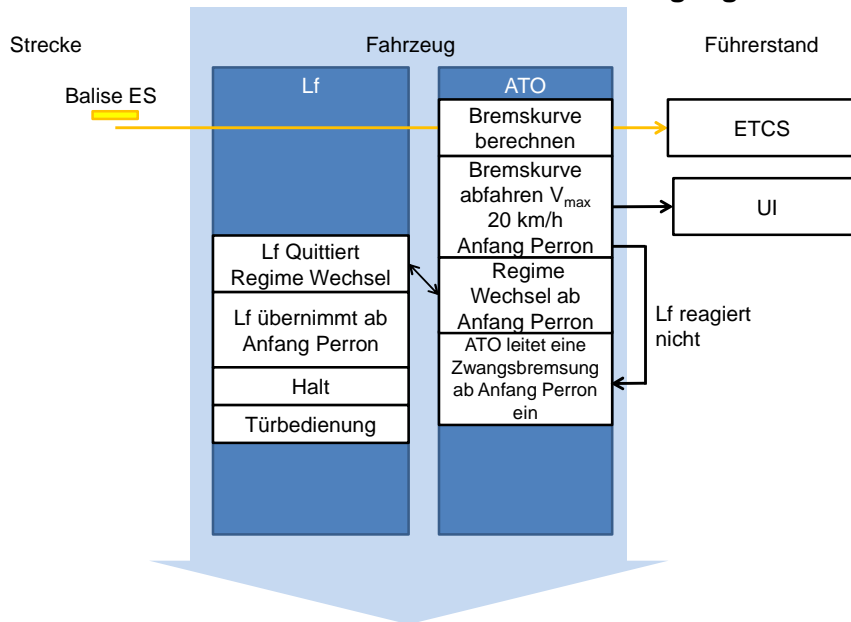 Strecke
Fahrzeug
Führerstand
Lf
ATO
Balise ES
Bremskurve
berechnen
ETCS
Bremskurve
abfahren Vmax
20 km/h
Anfang Perron
UI
Lf Quittiert
Regime Wechsel
Regime
Wechsel ab
Anfang Perron
Lf übernimmt ab
Anfang Perron
Lf reagiert
nicht
ATO leitet eine
Zwangsbremsung
ab Anfang Perron
ein
Halt
Türbedienung